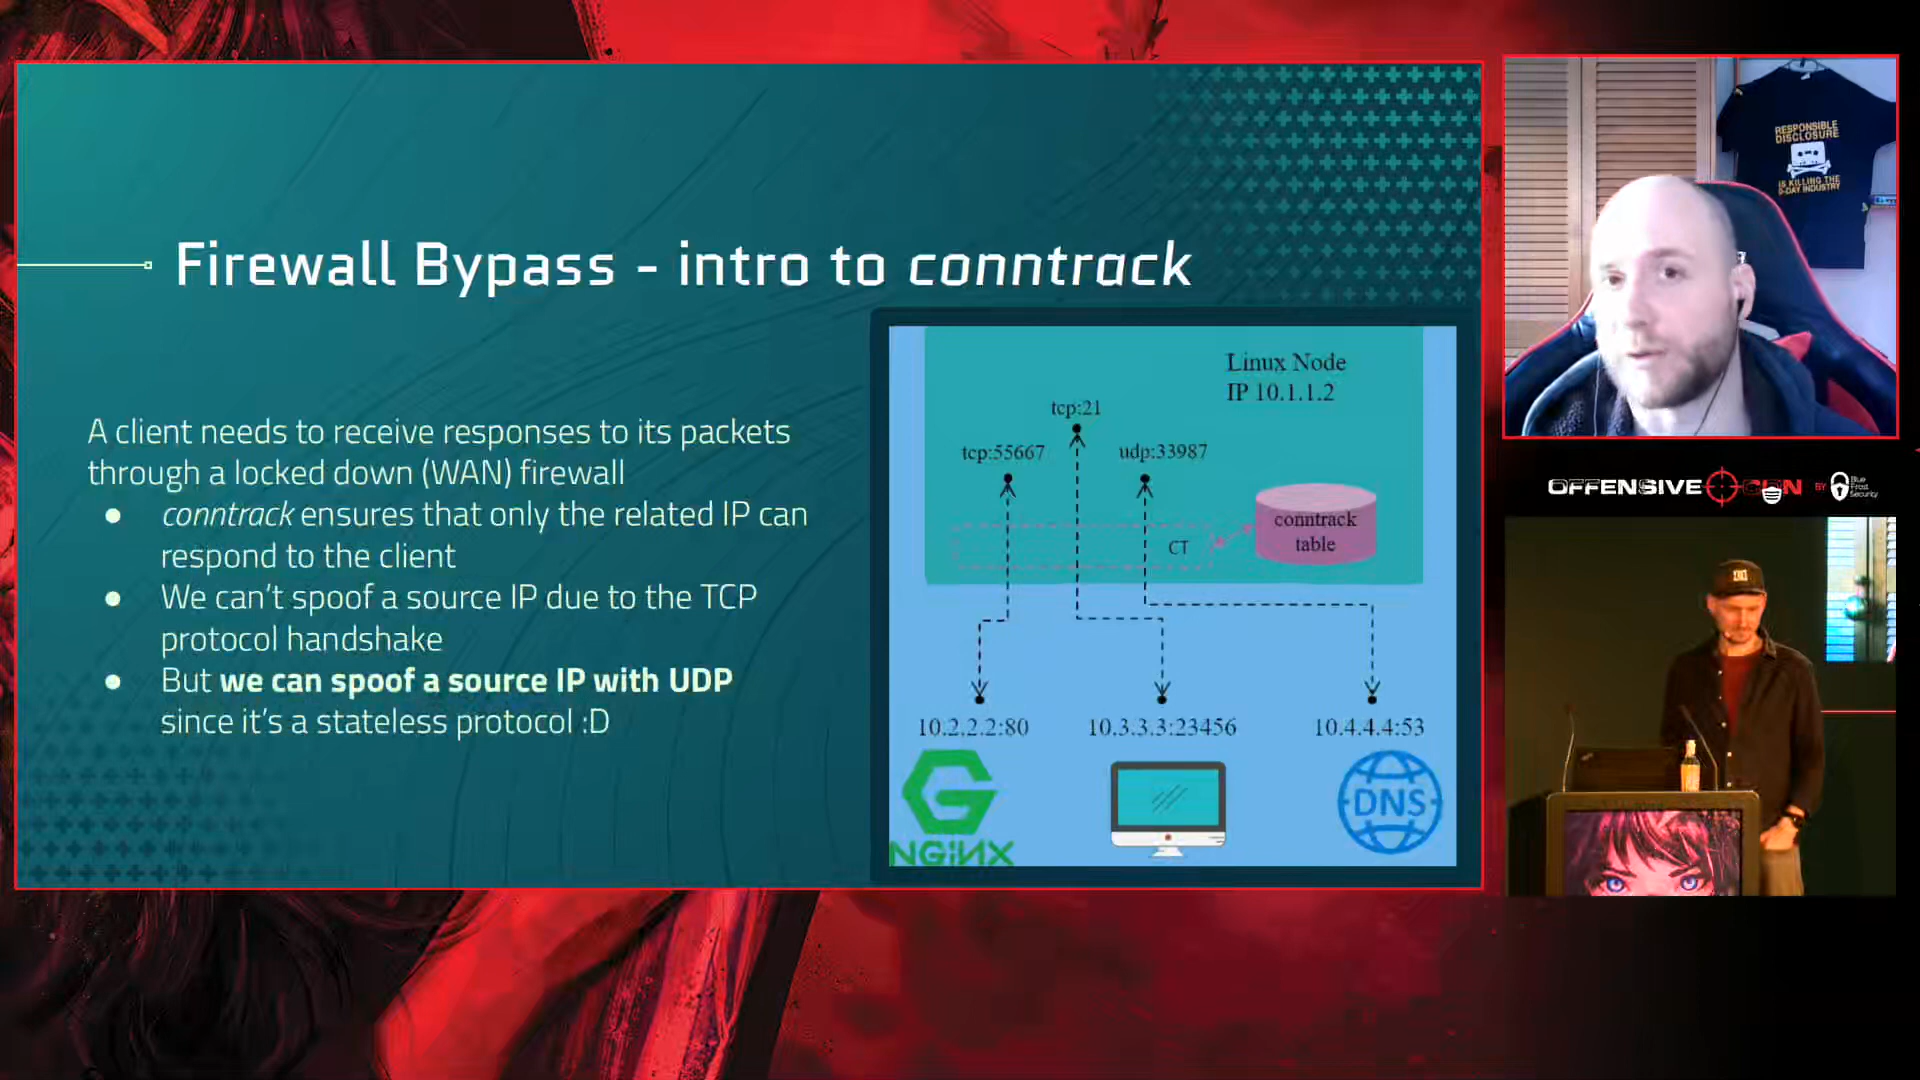 Firewall Bypass - intro to conntrack
A client needs to receive responses to its packets
through a locked down (WAN) firewall
● conntrack ensures that only the related IP can
respond to the client
● We can't spoof a source IP due to the TCP
protocol handshake
● But we can spoof a source IP with UDP
since it's a stateless protocol :D
Linux Node
IP 10.1.1.2
tcp:21
tcp:55667
udp:33987
conntrack
table
CT
10.2.2.2:80
10.3.3.3:23456
10.4.4.4:53
NGiNX
DNS
RESPONSIBLE
DISCLOSURE
IS KILLING THE
0-DAY INDUSTRY
OFFENSIVE CON
BY
Blue
Frost
Security